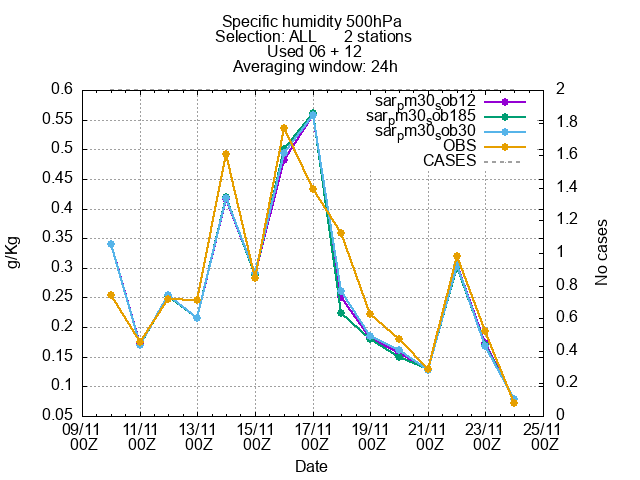 Specific humidity 500hPa
Selection: ALL 2 stations
Used 06 + 12
Averaging window: 24h
sar_pm30_sob12
sar_pm30_sob185
sar_pm30_sob30
OBS
CASES
g/Kg
0.6
0.55
0.5
0.45
0.4
0.35
0.3
0.25
0.2
0.15
0.1
0.05
No cases
2
1.8
1.6
1.4
1.2
1
0.8
0.6
0.4
0.2
0
09/11 11/11 13/11 15/11 17/11 19/11 21/11 23/11 25/11
00Z 00Z 00Z 00Z 00Z 00Z 00Z 00Z 00Z
Date